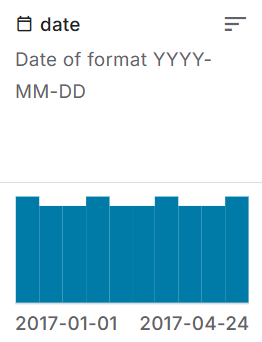 date
Date of format YYYY-
MM-DD
2017-01-01 2017-04-24